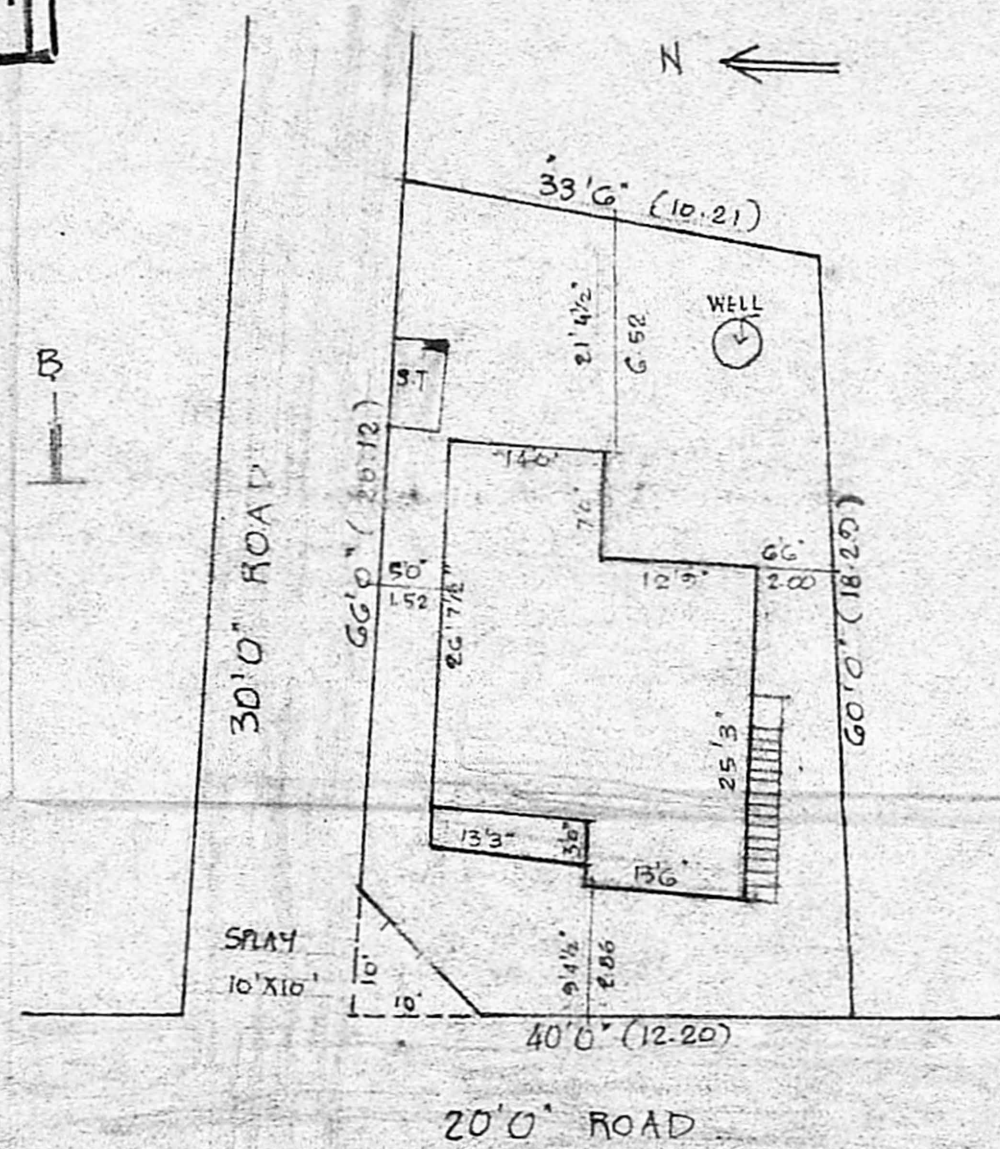 N
33'6" (10.21)
WELL
21'4½"
6.52
B
S.T
14'0"
7'6"
66'0" (20.12)
5'0"
1.52
26'7½"
12'9"
6'6"
2.00
30'0" ROAD
60'0" (18.29)
25'3"
13'3"
3'0"
13'6"
SPLAY
10'X10'
10'
10'
9'4½"
2.86
40'0" (12.20)
20'0" ROAD